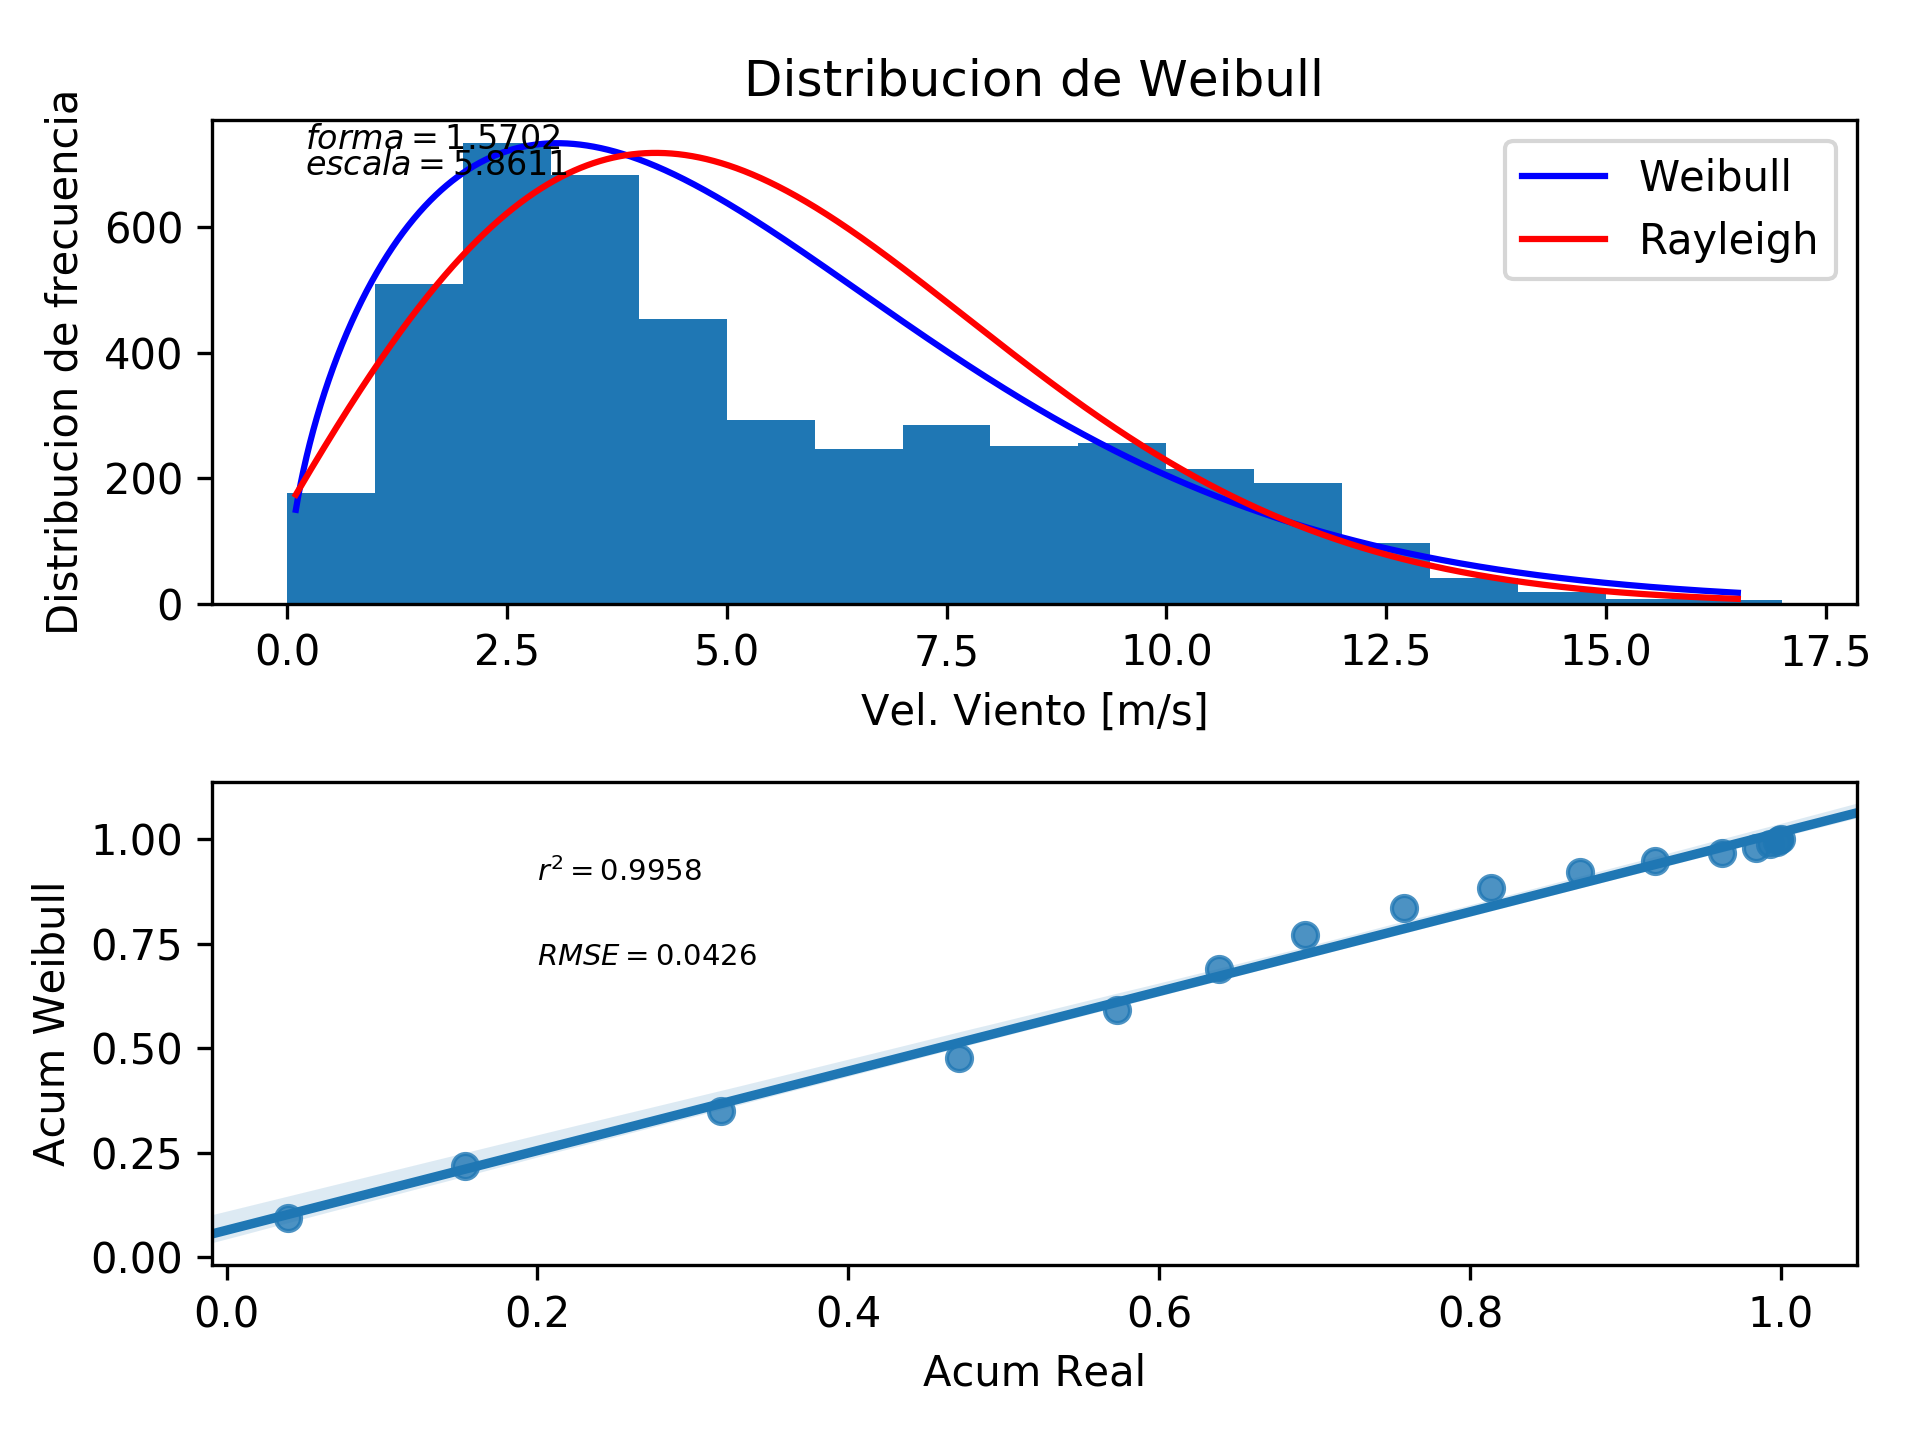 Distribucion de Weibull
forma = 1.5702
escala = 5.8611
Weibull
Rayleigh
Distribucion de frecuencia
600
400
200
0
0.0 2.5 5.0 7.5 10.0 12.5 15.0 17.5
Vel. Viento [m/s]
r² = 0.9958
RMSE = 0.0426
Acum Weibull
1.00
0.75
0.50
0.25
0.00
0.0 0.2 0.4 0.6 0.8 1.0
Acum Real